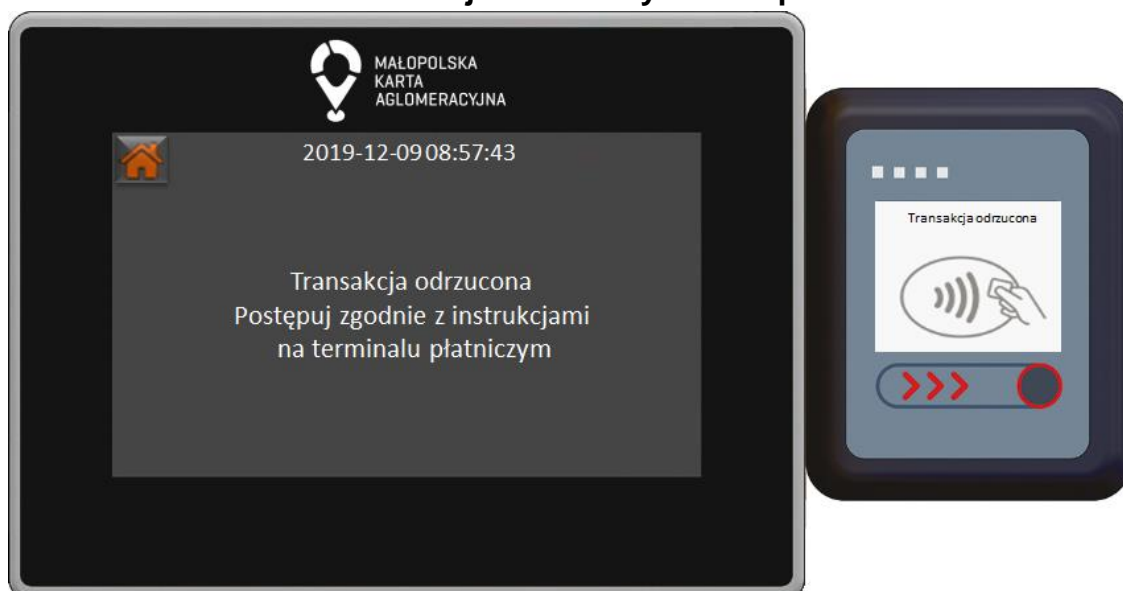 MAŁOPOLSKA
KARTA
AGLOMERACYJNA
2019-12-09 08:57:43
Transakcja odrzucona
Postępuj zgodnie z instrukcjami
na terminalu płatniczym
Transakcja odrzucona